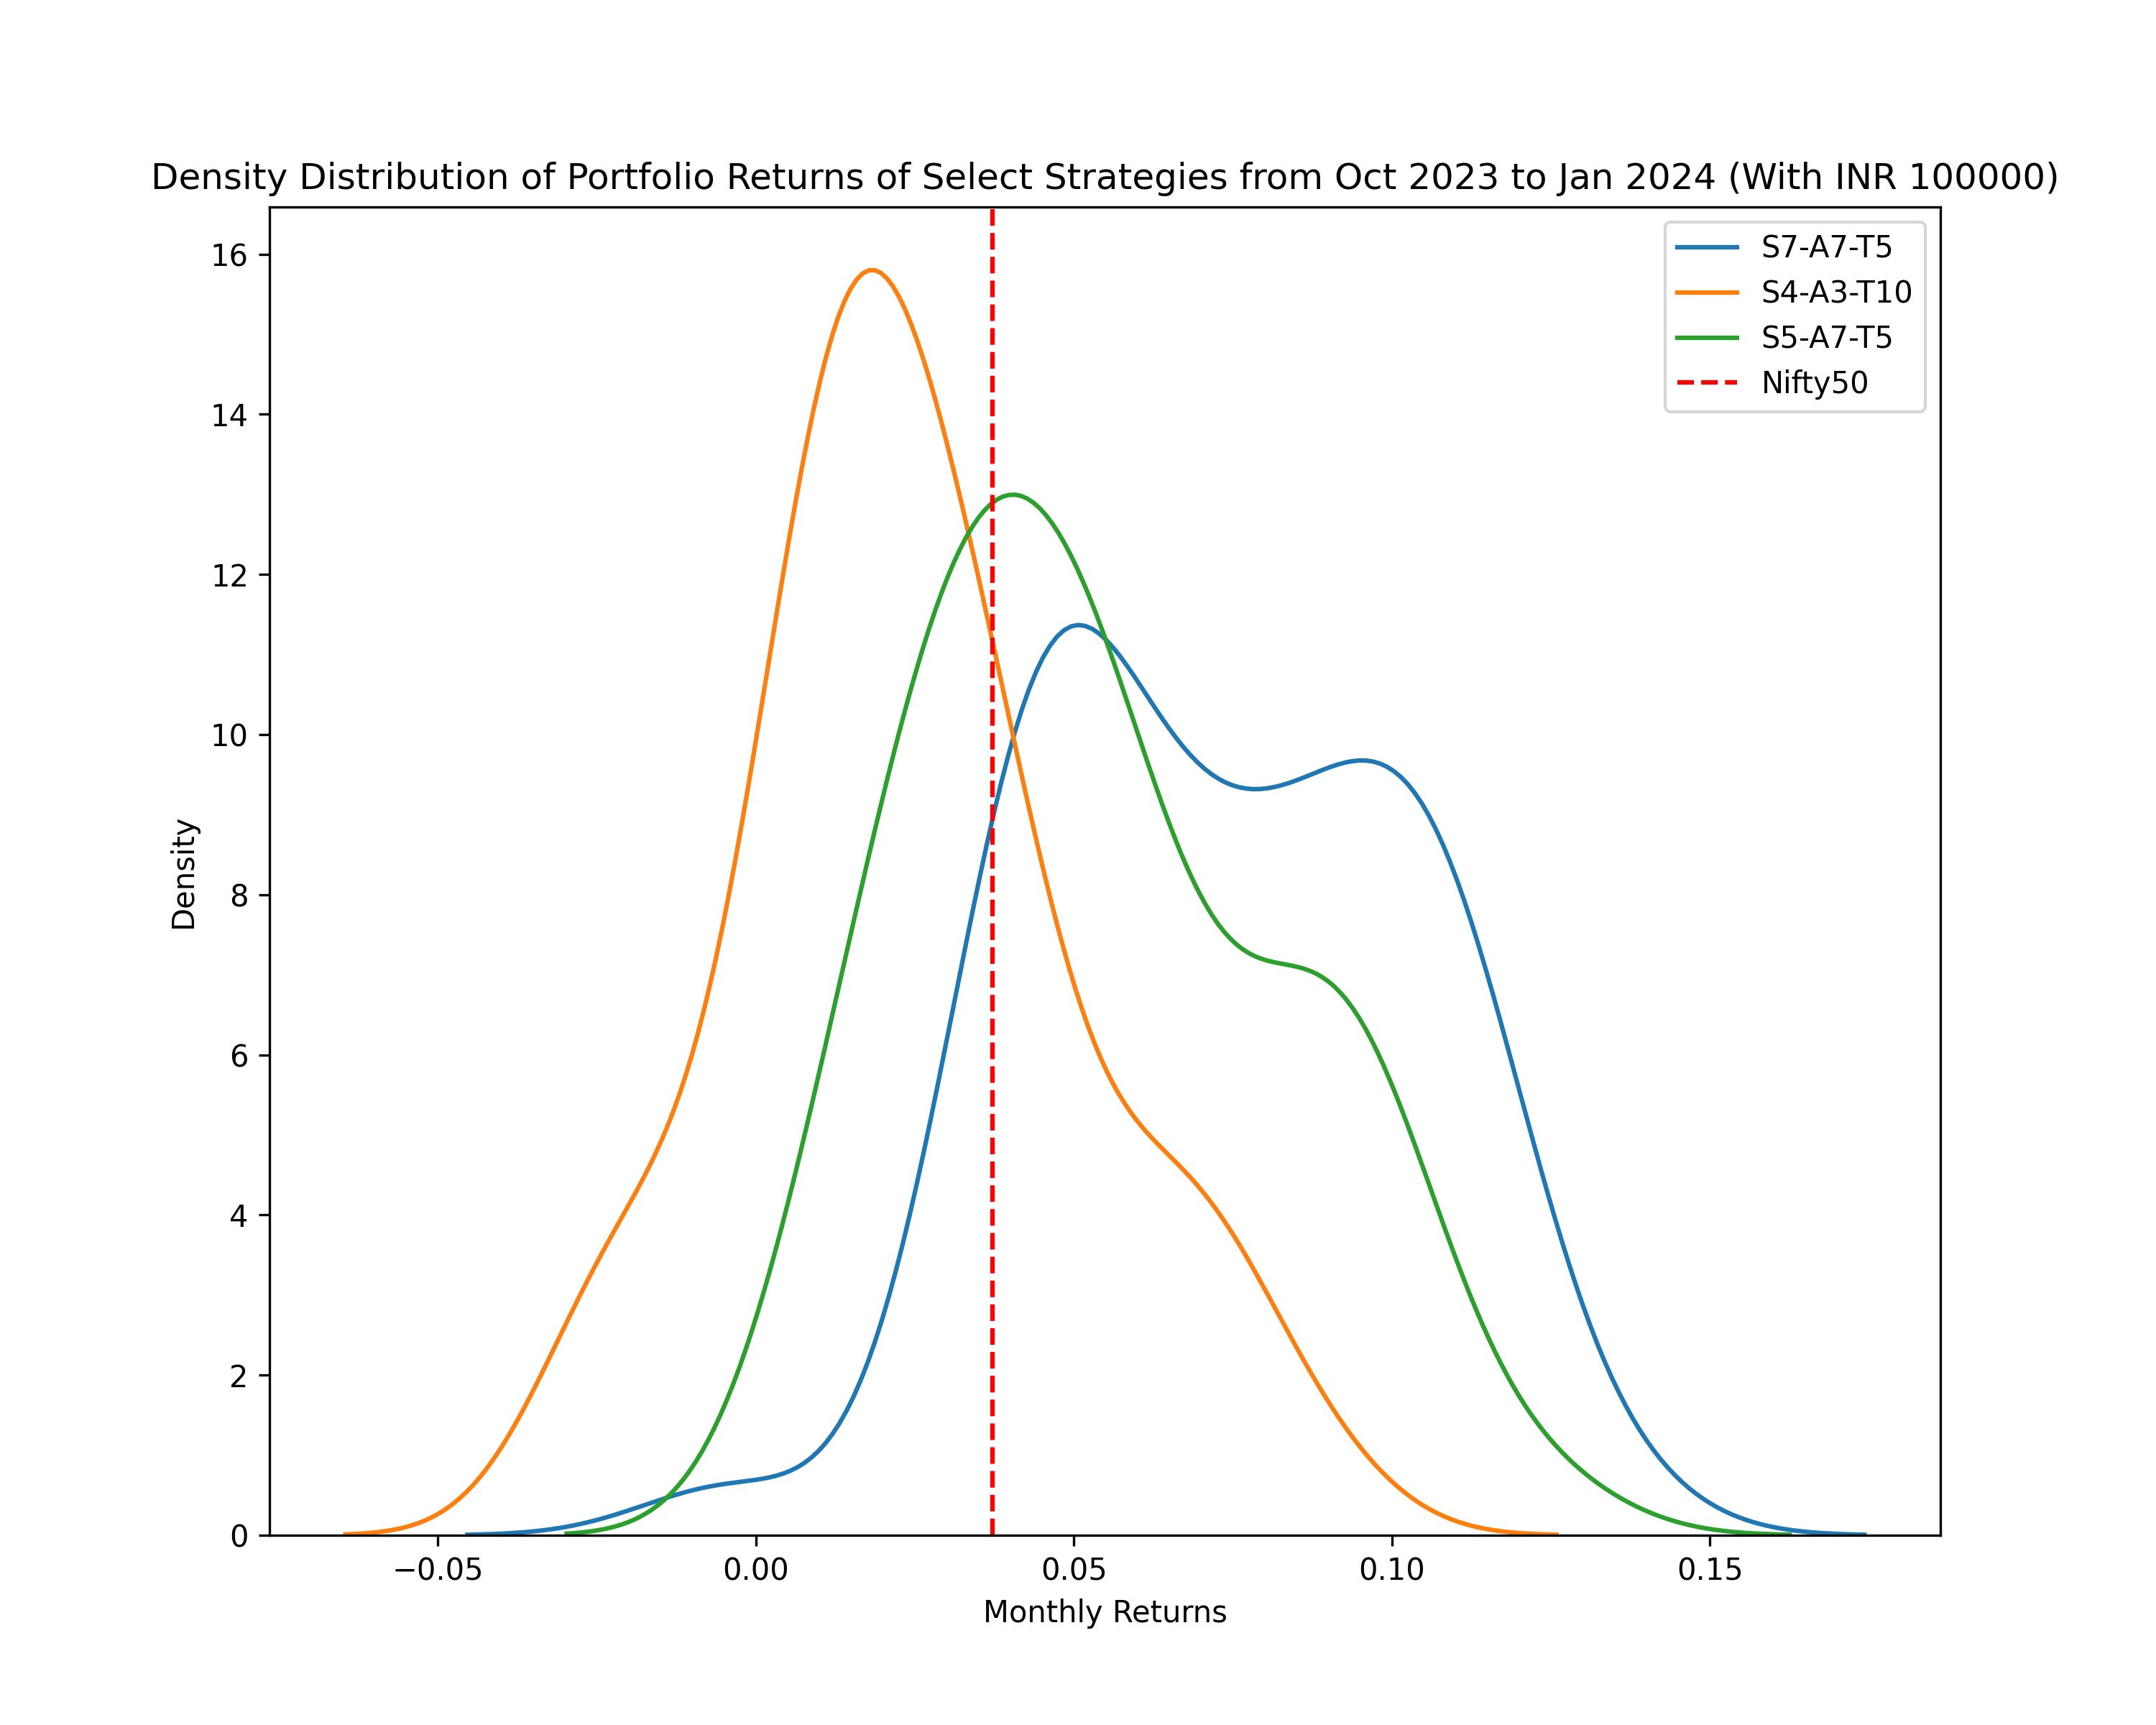 Density Distribution of Portfolio Returns of Select Strategies from Oct 2023 to Jan 2024 (With INR 100000)
S7-A7-T5
S4-A3-T10
S5-A7-T5
Nifty50
16
14
12
10
8
6
4
2
0
Density
−0.05
0.00
0.05
0.10
0.15
Monthly Returns